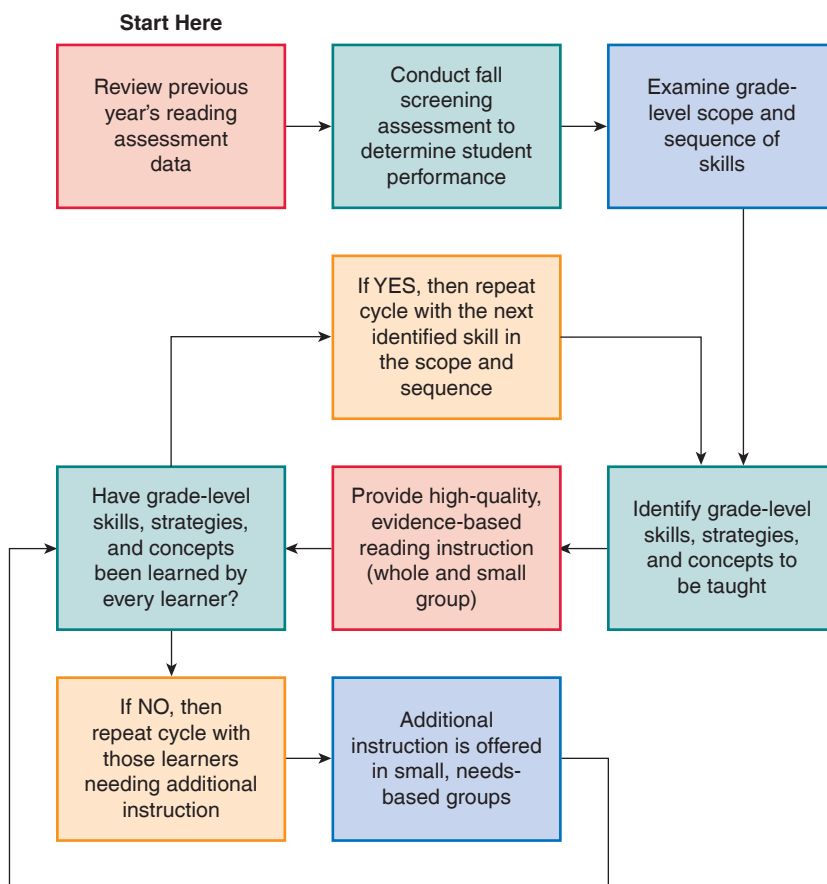 Start Here
Review previous
year's reading
assessment
data
Conduct fall
screening
assessment to
determine student
performance
Examine grade-
level scope and
sequence of
skills
If YES, then repeat
cycle with the next
identified skill in
the scope and
sequence
Have grade-level
skills, strategies,
and concepts
been learned by
every learner?
Provide high-quality,
evidence-based
reading instruction
(whole and small
group)
Identify grade-level
skills, strategies,
and concepts to
be taught
If NO, then
repeat cycle with
those learners
needing additional
instruction
Additional
instruction is offered
in small, needs-
based groups